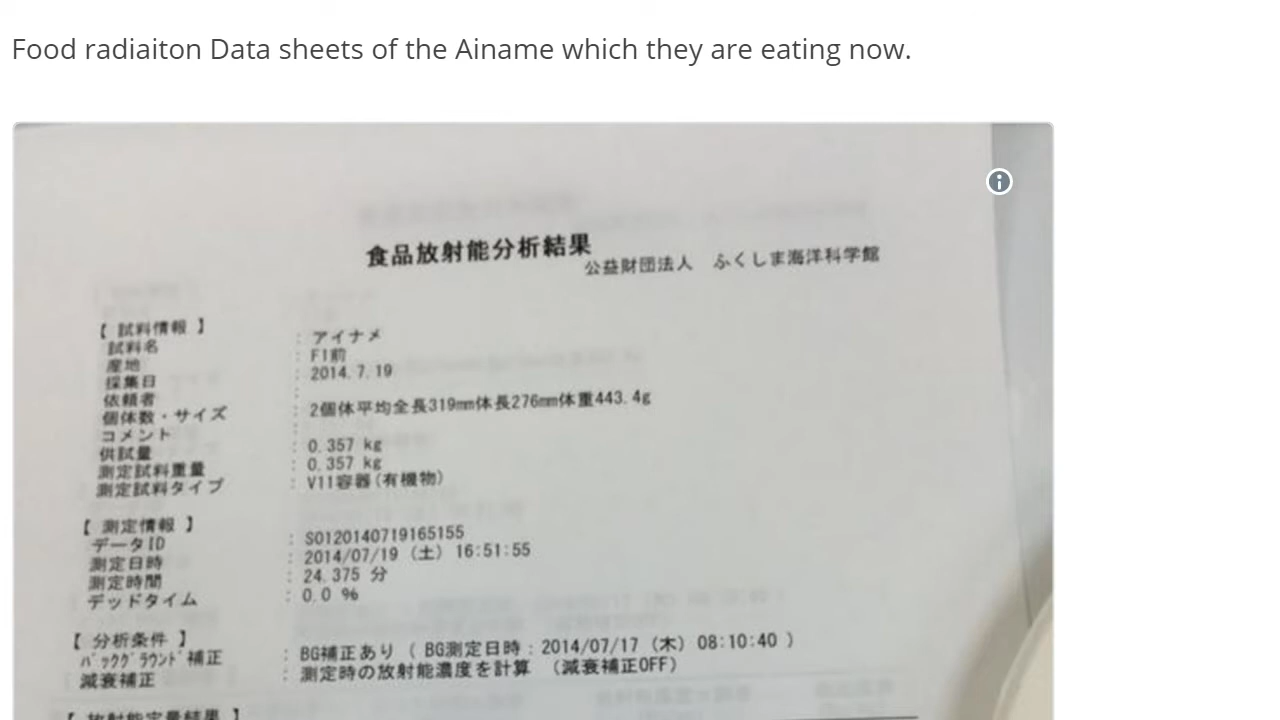 Food radiaiton Data sheets of the Ainame which they are eating now.
食品放射能分析結果
公益財団法人 ふくしま海洋科学館
【 試料情報 】
試料名 : アイナメ
産地 : F1前
採集日 : 2014.7.19
依頼者 :
個体数・サイズ : 2個体平均全長319mm体長276mm体重443.4g
コメント :
供試量 : 0.357 kg
測定試料重量 : 0.357 kg
測定試料タイプ : V11容器(有機物)
【 測定情報 】
データID : S0120140719165155
測定日時 : 2014/07/19 (土) 16:51:55
測定時間 : 24.375 分
デッドタイム : 0.0 %
【 分析条件 】
バックグラウンド補正 : BG補正あり ( BG測定日時 : 2014/07/17 (木) 08:10:40 )
減衰補正 : 測定時の放射能濃度を計算 (減衰補正OFF)
【 放射能定量結果 】